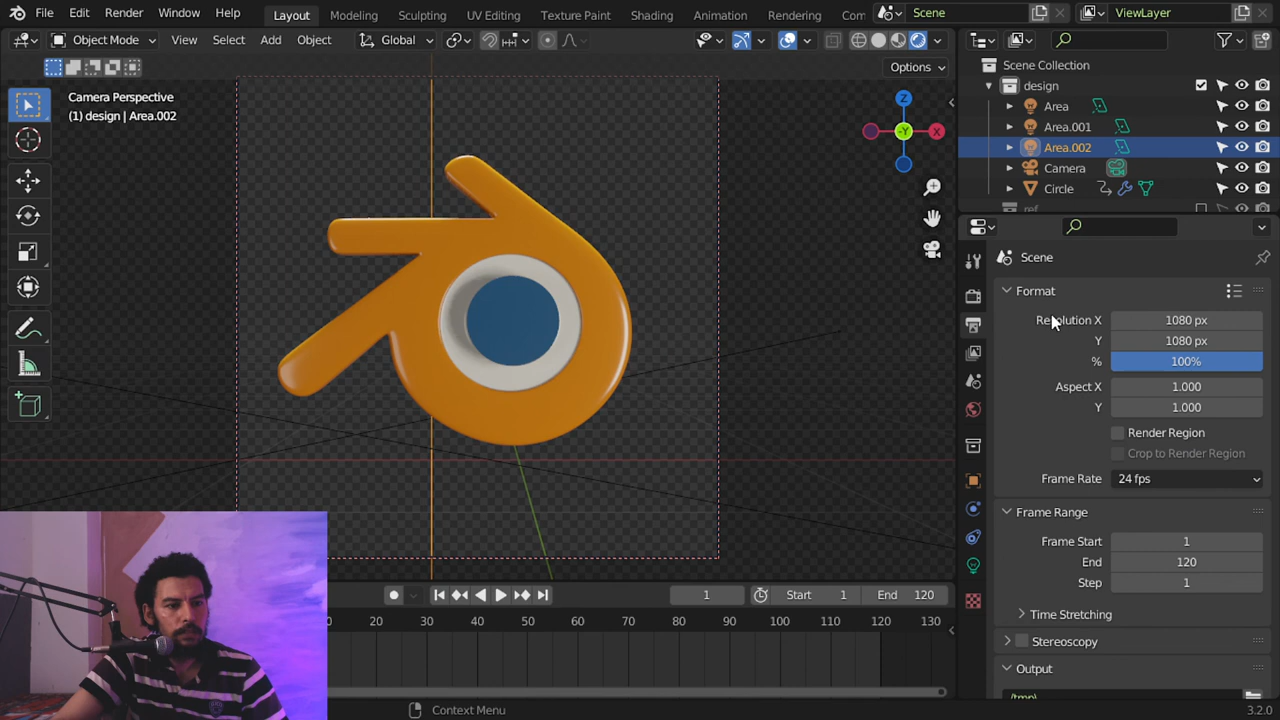 File Edit Render Window Help Layout Modeling Sculpting UV Editing Texture Paint Shading Animation Rendering Com Scene ViewLayer
Object Mode View Select Add Object Global
Options
Camera Perspective
(1) design | Area.002
Z
X
-Y
Scene Collection
design
Area
Area.001
Area.002
Camera
Circle
Scene
Format
Resolution X 1080 px
Y 1080 px
% 100%
Aspect X 1.000
Y 1.000
Render Region
Crop to Render Region
Frame Rate 24 fps
Frame Range
Frame Start 1
End 120
Step 1
Time Stretching
Stereoscopy
Output
1 Start 1 End 120
20 30 40 50 60 70 80 90 100 110 120 130
Context Menu
3.2.0